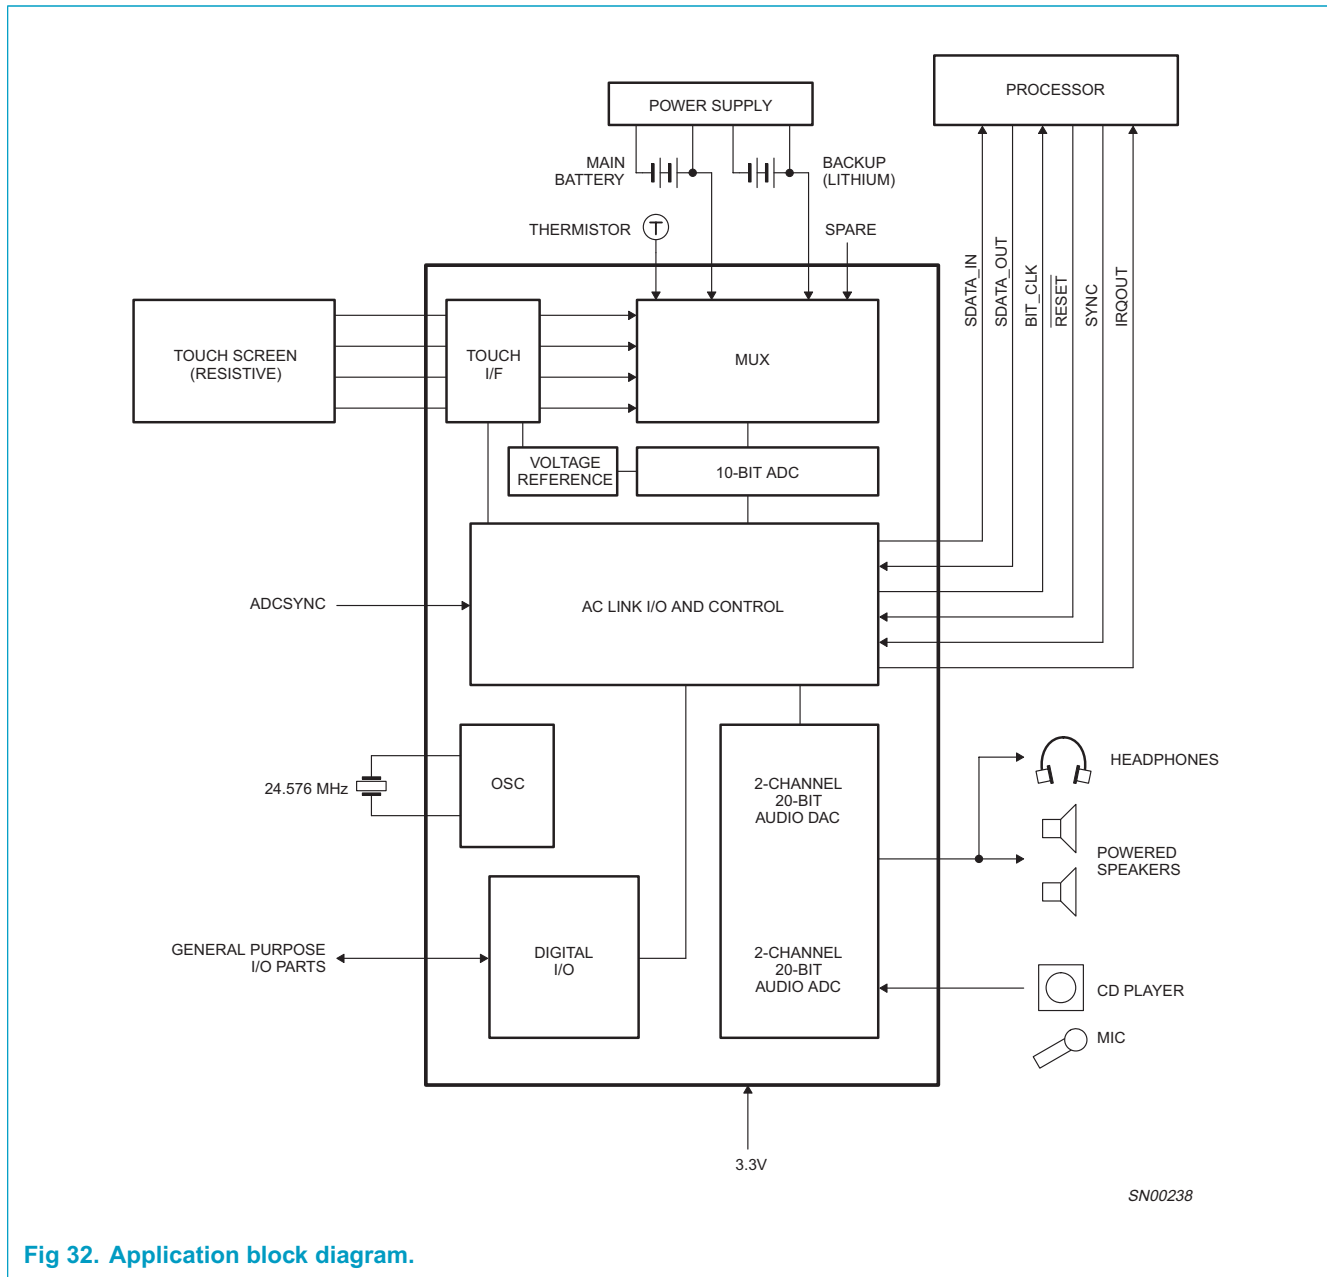 PROCESSOR
POWER SUPPLY
MAIN
BATTERY
BACKUP
(LITHIUM)
THERMISTOR
T
SPARE
SDATA_IN
SDATA_OUT
BIT_CLK
RESET
SYNC
IRQOUT
TOUCH SCREEN
(RESISTIVE)
TOUCH
I/F
MUX
VOLTAGE
REFERENCE
10-BIT ADC
ADCSYNC
AC LINK I/O AND CONTROL
24.576 MHz
OSC
2-CHANNEL
20-BIT
AUDIO DAC
HEADPHONES
POWERED
SPEAKERS
GENERAL PURPOSE
I/O PARTS
DIGITAL
I/O
2-CHANNEL
20-BIT
AUDIO ADC
CD PLAYER
MIC
3.3V
SN00238
Fig 32. Application block diagram.